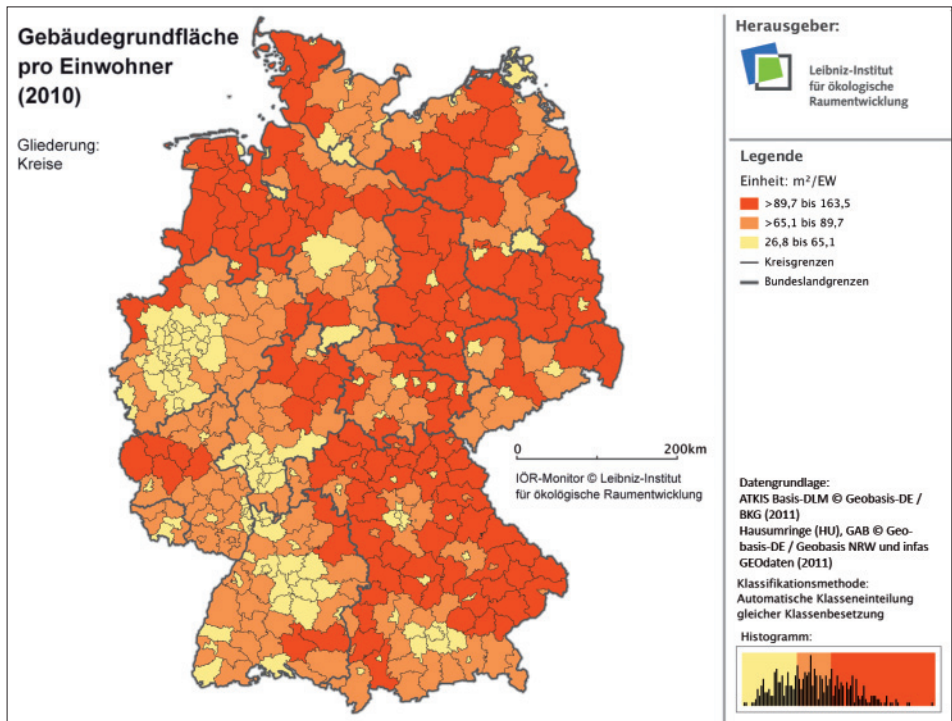 Gebäudegrundfläche
pro Einwohner
(2010)
Gliederung:
Kreise
0 200km
IÖR-Monitor © Leibniz-Institut
für ökologische Raumentwicklung
Herausgeber:
Leibniz-Institut
für ökologische
Raumentwicklung
Legende
Einheit: m²/EW
>89,7 bis 163,5
>65,1 bis 89,7
26,8 bis 65,1
Kreisgrenzen
Bundeslandgrenzen
Datengrundlage:
ATKIS Basis-DLM © Geobasis-DE /
BKG (2011)
Hausumringe (HU), GAB © Geo-
basis-DE / Geobasis NRW und infas
GEOdaten (2011)
Klassifikationsmethode:
Automatische Klasseneinteilung
gleicher Klassenbesetzung
Histogramm: